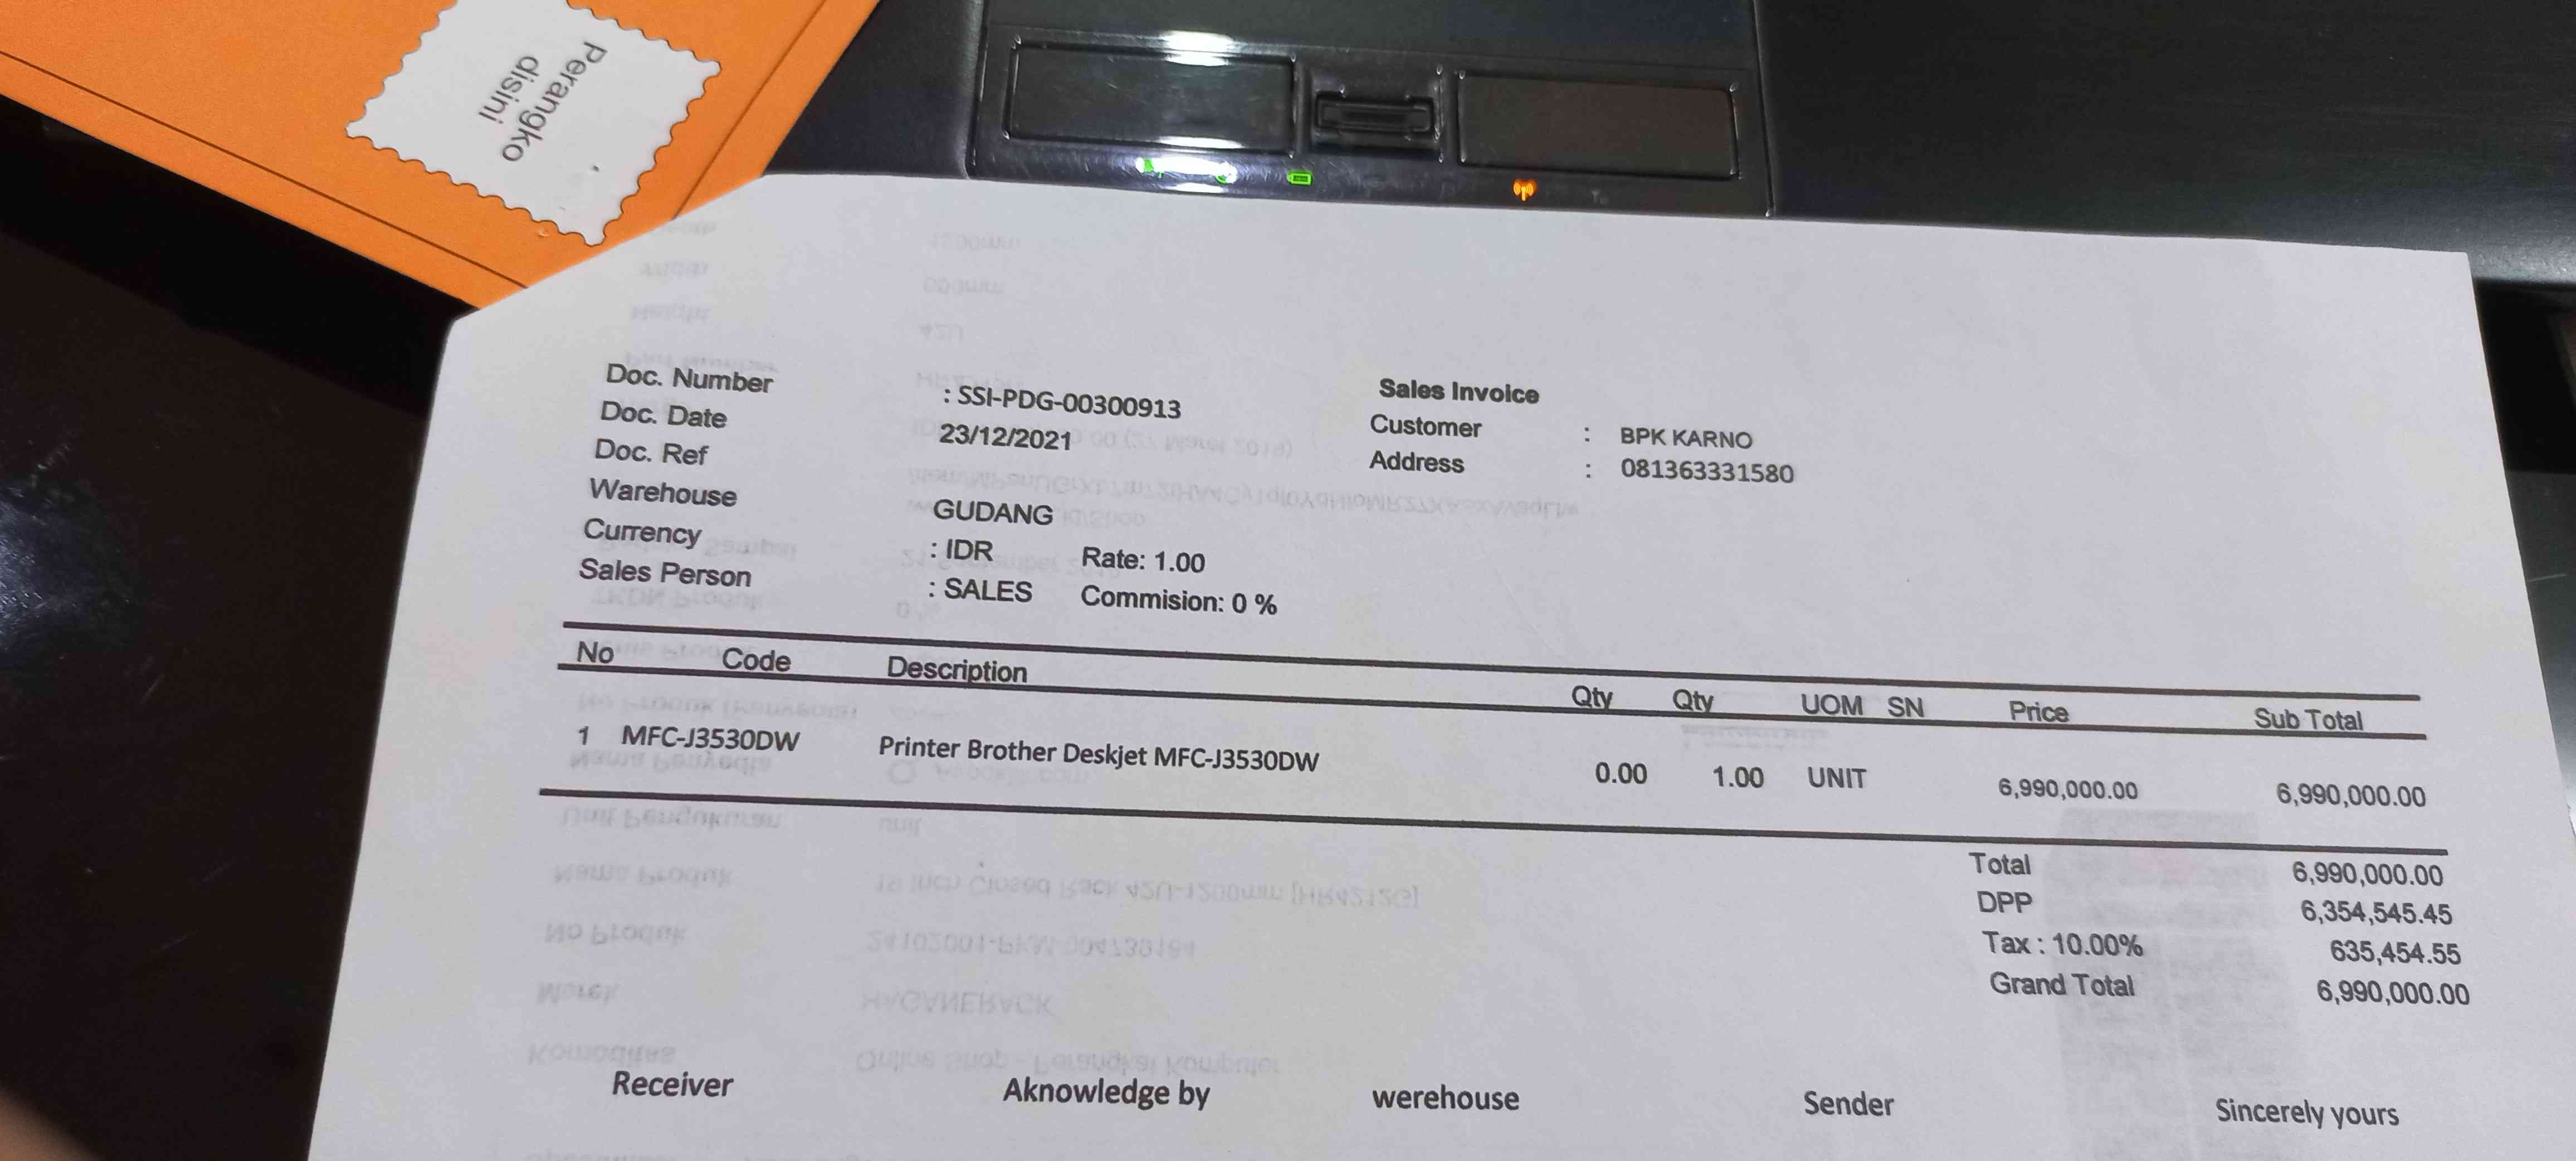 Perangko
disini
Doc. Number : SSI-PDG-00300913
Doc. Date 23/12/2021
Doc. Ref
Warehouse GUDANG
Currency : IDR Rate: 1.00
Sales Person : SALES Commision: 0 %
Sales Invoice
Customer : BPK KARNO
Address : 081363331580
No Code Description Qty Qty UOM SN Price Sub Total
1 MFC-J3530DW Printer Brother Deskjet MFC-J3530DW 0.00 1.00 UNIT 6,990,000.00 6,990,000.00
Total 6,990,000.00
DPP 6,354,545.45
Tax : 10.00% 635,454.55
Grand Total 6,990,000.00
Receiver Aknowledge by werehouse Sender Sincerely yours